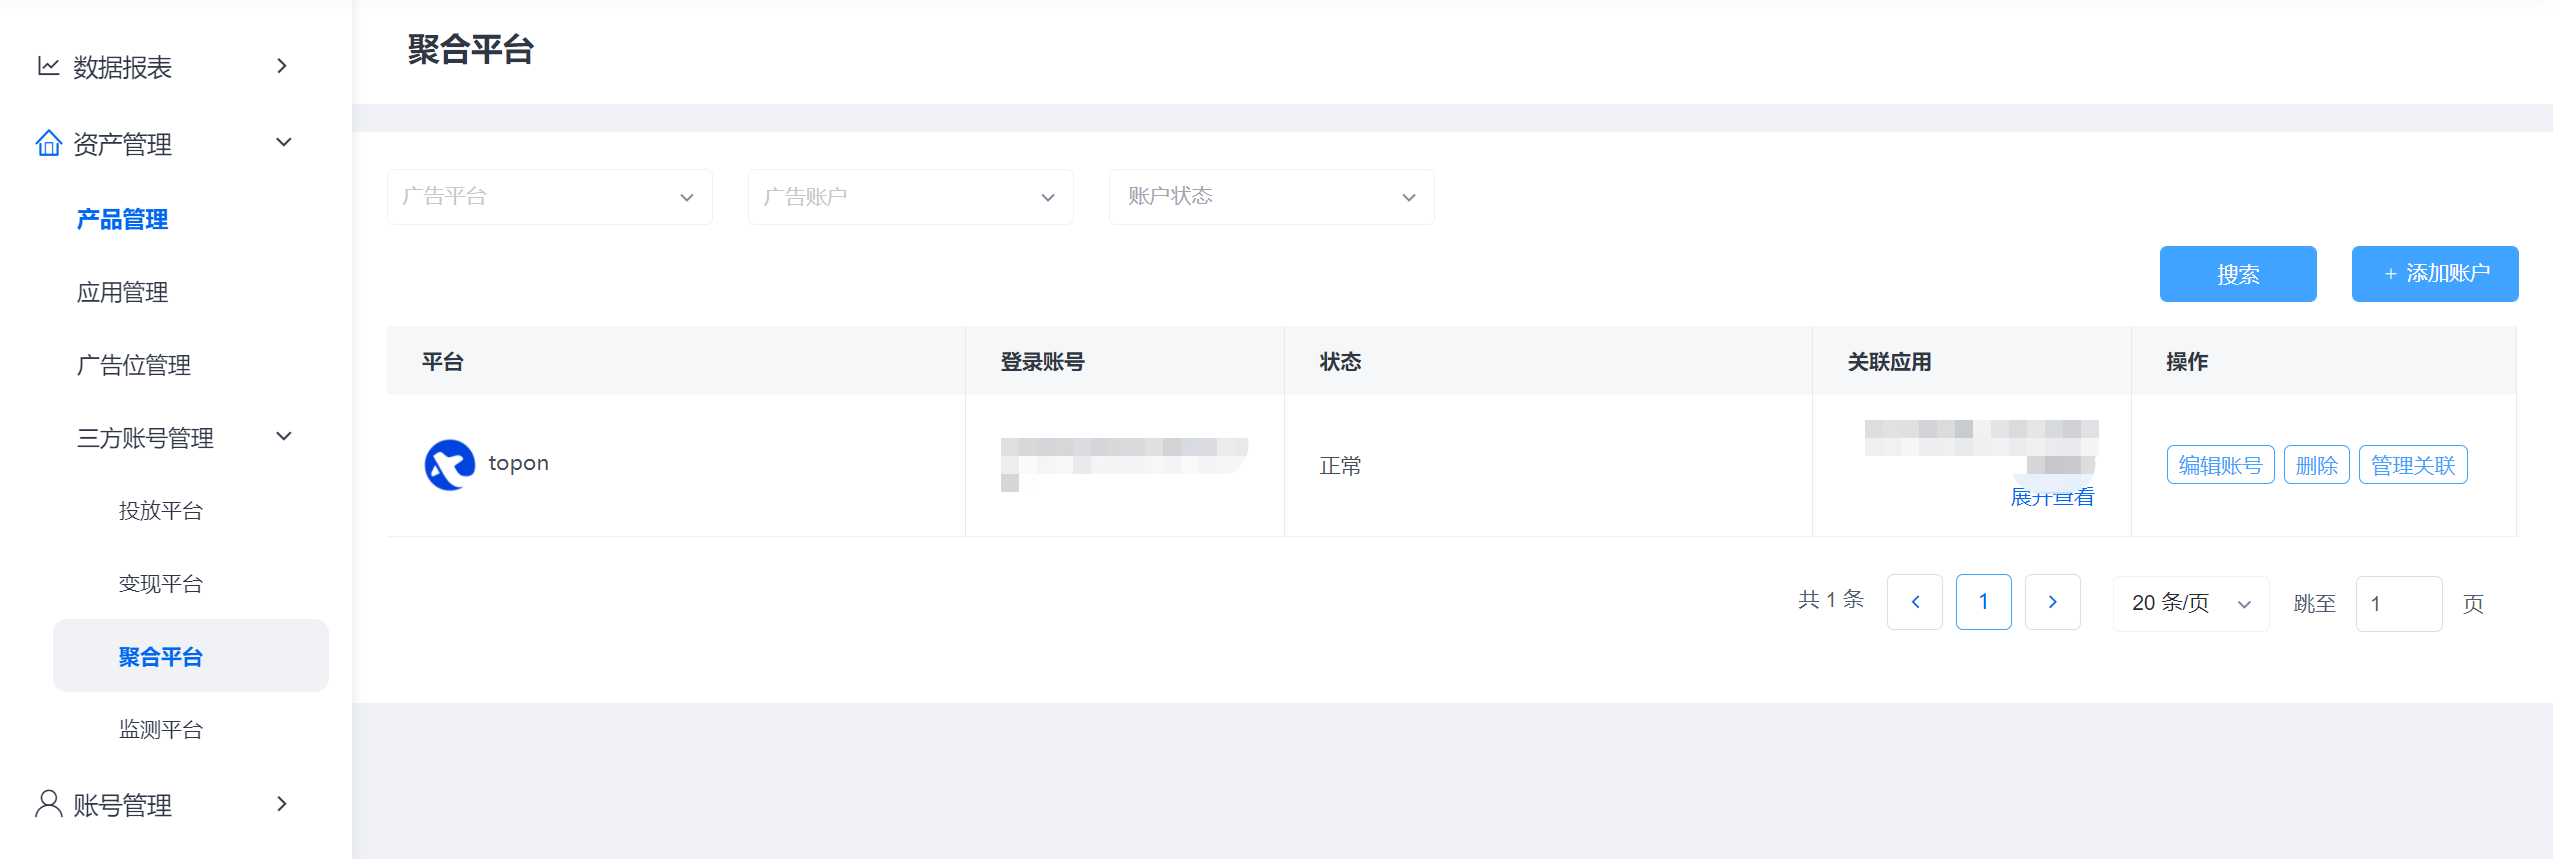 数据报表
资产管理
产品管理
应用管理
广告位管理
三方账号管理
投放平台
变现平台
聚合平台
监测平台
账号管理
聚合平台
广告平台
广告账户
账户状态
搜索
+ 添加账户
平台
登录账号
状态
关联应用
操作
topon
正常
展开查看
编辑账号
删除
管理关联
共 1 条
1
20 条/页
跳至
1
页